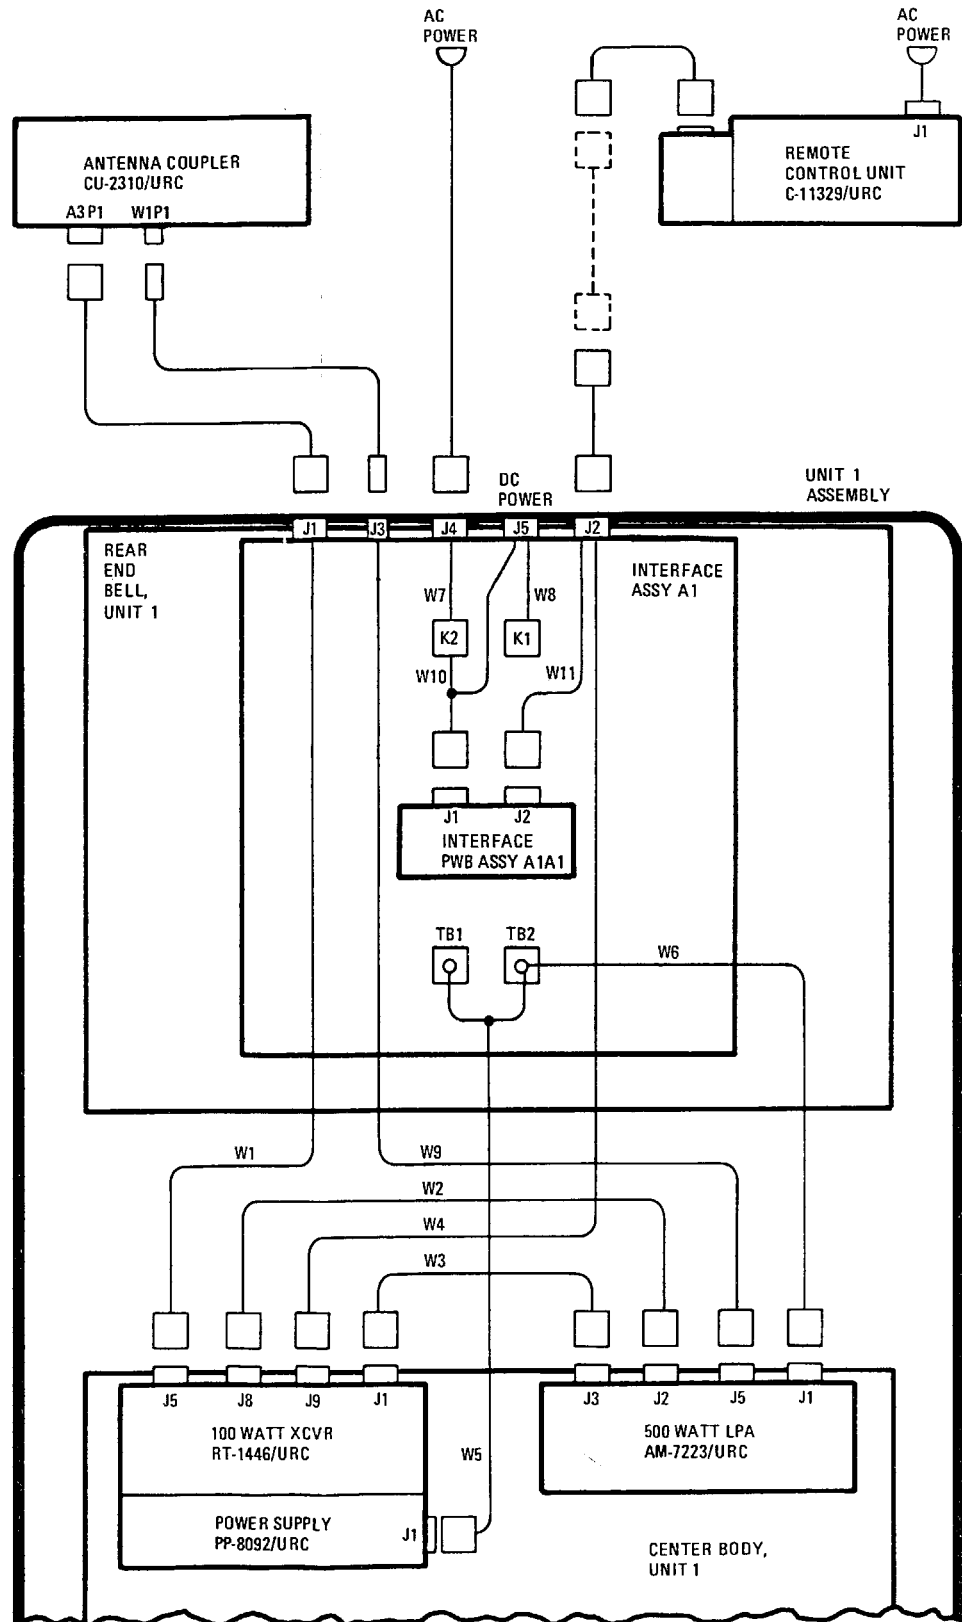 AC
POWER
AC
POWER
J1
ANTENNA COUPLER
CU-2310/URC
A3P1 W1P1
REMOTE
CONTROL UNIT
C-11329/URC
DC
POWER
UNIT 1
ASSEMBLY
J1 J3 J4 J5 J2
REAR
END
BELL,
UNIT 1
INTERFACE
ASSY A1
W7 W8
K2 K1
W10 W11
J1 J2
INTERFACE
PWB ASSY A1A1
TB1 TB2
W6
W1 W9
W2
W4
W3
J5 J8 J9 J1
J3 J2 J5 J1
100 WATT XCVR
RT-1446/URC
500 WATT LPA
AM-7223/URC
W5
POWER SUPPLY
PP-8092/URC
J1
CENTER BODY,
UNIT 1